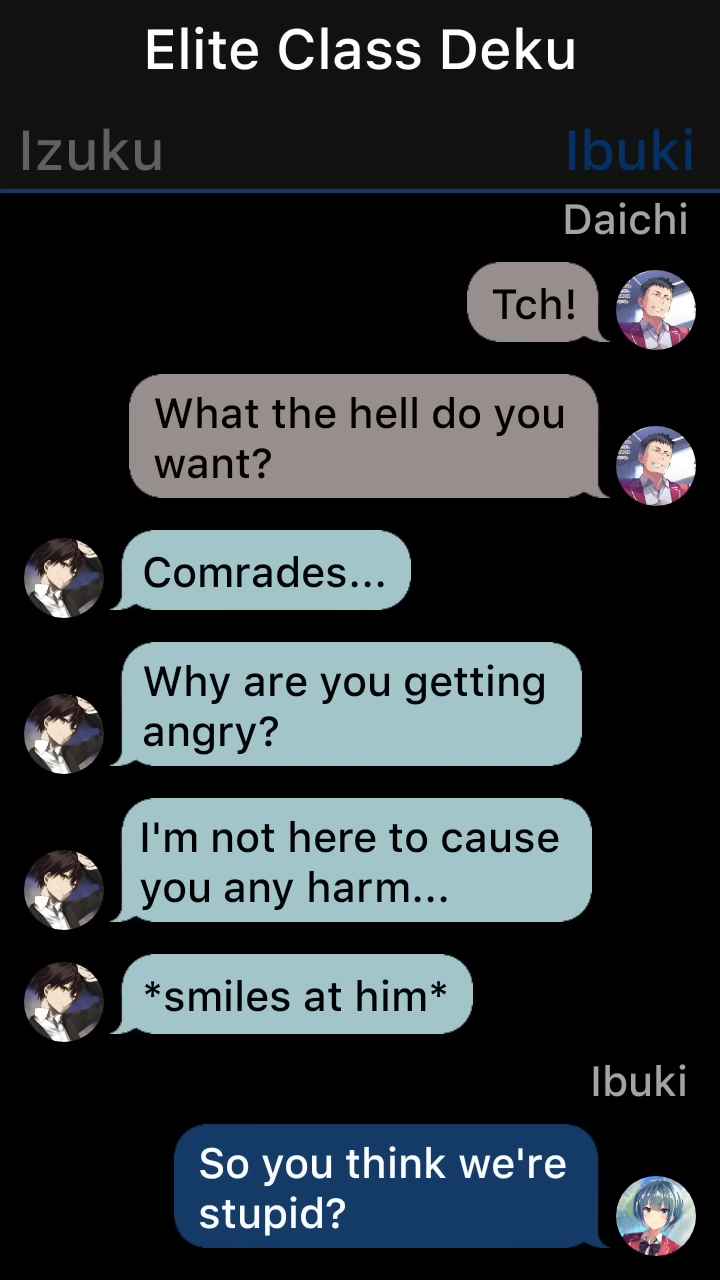 Elite Class Deku
Izuku
Ibuki
Daichi
Tch!
What the hell do you
want?
Comrades...
Why are you getting
angry?
I'm not here to cause
you any harm...
*smiles at him*
Ibuki
So you think we're
stupid?